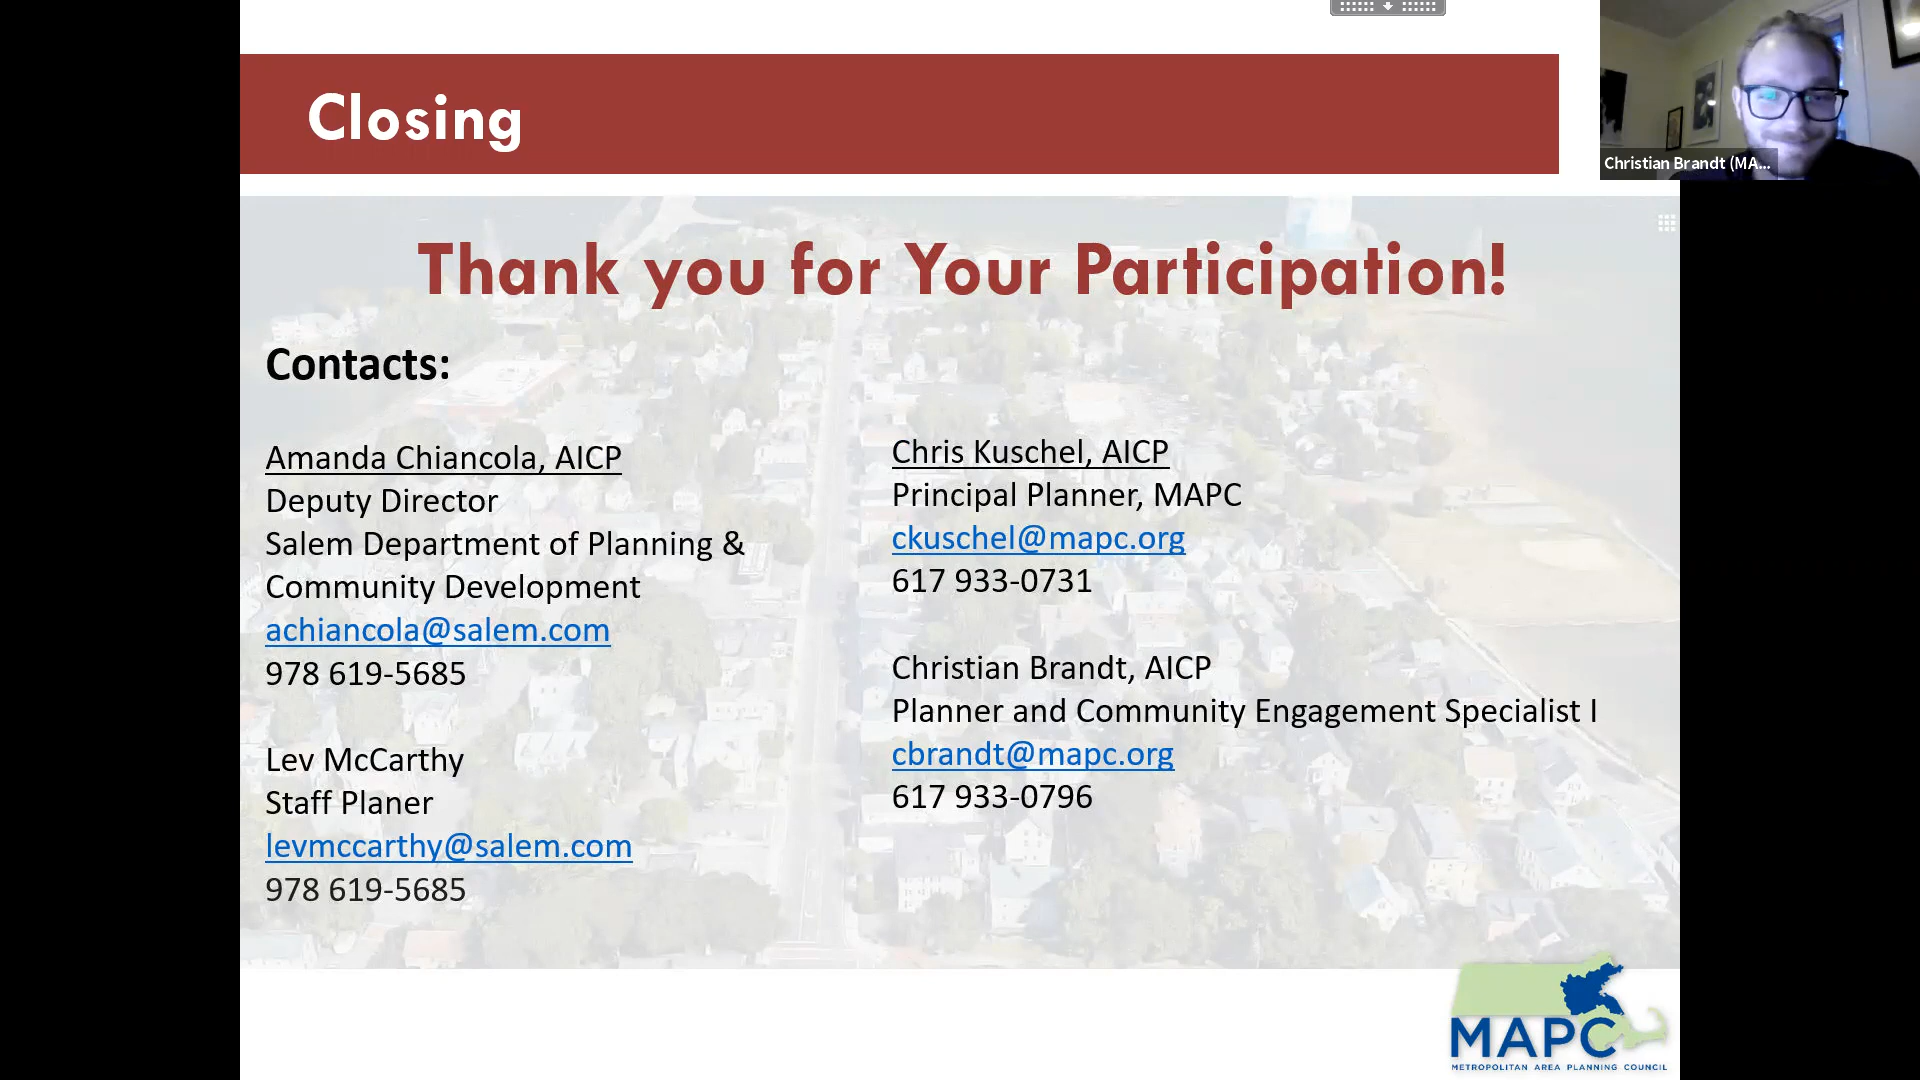 Closing
Christian Brandt (MA...
Thank you for Your Participation!
Contacts:
Amanda Chiancola, AICP
Deputy Director
Salem Department of Planning &
Community Development
achiancola@salem.com
978 619-5685
Lev McCarthy
Staff Planer
levmccarthy@salem.com
978 619-5685
Chris Kuschel, AICP
Principal Planner, MAPC
ckuschel@mapc.org
617 933-0731
Christian Brandt, AICP
Planner and Community Engagement Specialist I
cbrandt@mapc.org
617 933-0796
MAPC
METROPOLITAN AREA PLANNING COUNCIL